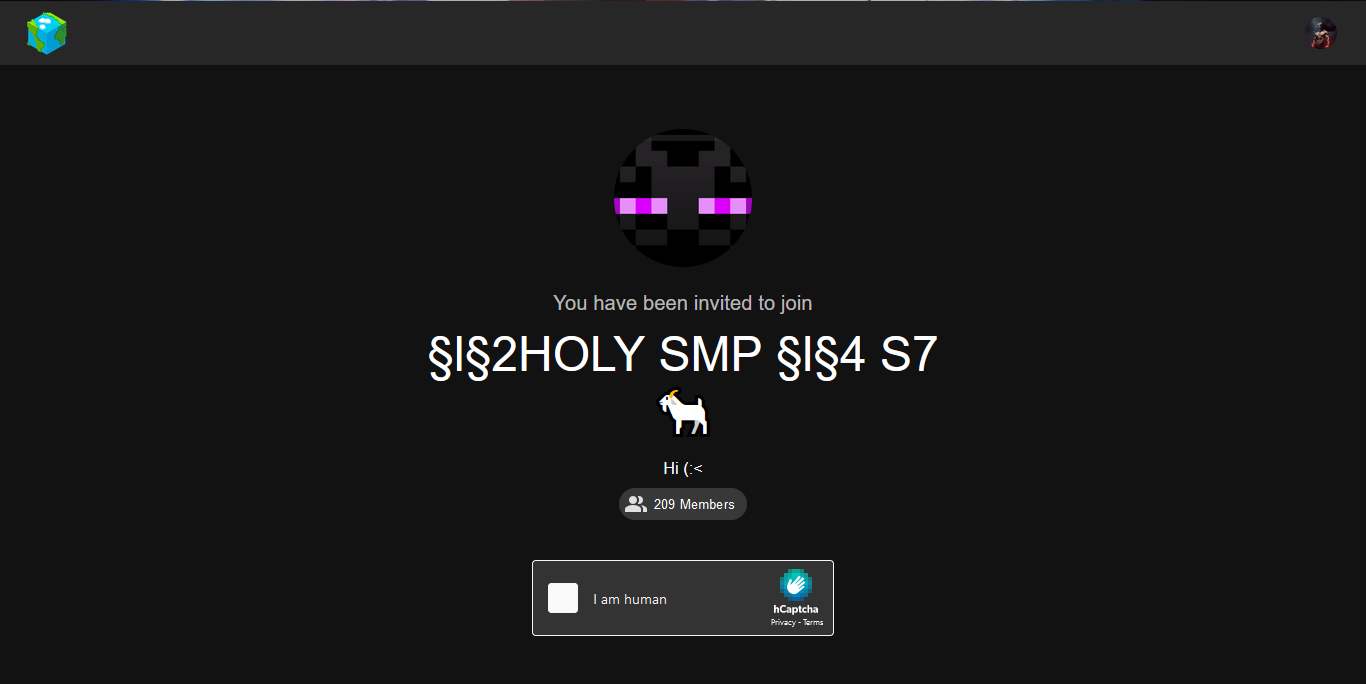 You have been invited to join
§l§2HOLY SMP §l§4 S7
🐐
Hi (:<
209 Members
I am human
hCaptcha
Privacy - Terms